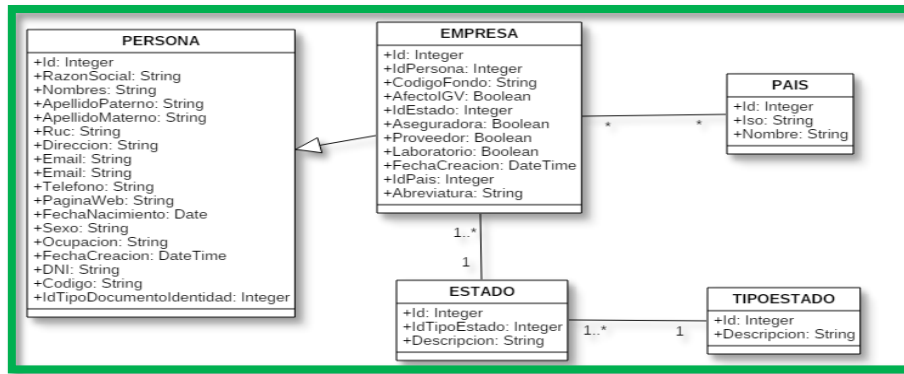 PERSONA
+Id: Integer
+RazonSocial: String
+Nombres: String
+ApellidoPaterno: String
+ApellidoMaterno: String
+Ruc: String
+Direccion: String
+Email: String
+Email: String
+Telefono: String
+PaginaWeb: String
+FechaNacimiento: Date
+Sexo: String
+Ocupacion: String
+FechaCreacion: DateTime
+DNI: String
+Codigo: String
+IdTipoDocumentoIdentidad: Integer
EMPRESA
+Id: Integer
+IdPersona: Integer
+CodigoFondo: String
+AfectoIGV: Boolean
+IdEstado: Integer
+Aseguradora: Boolean
+Proveedor: Boolean
+Laboratorio: Boolean
+FechaCreacion: DateTime
+IdPais: Integer
+Abreviatura: String
* *
PAIS
+Id: Integer
+Iso: String
+Nombre: String
1..*
1
ESTADO
+Id: Integer
+IdTipoEstado: Integer
+Descripcion: String
1..* 1
TIPOESTADO
+Id: Integer
+Descripcion: String